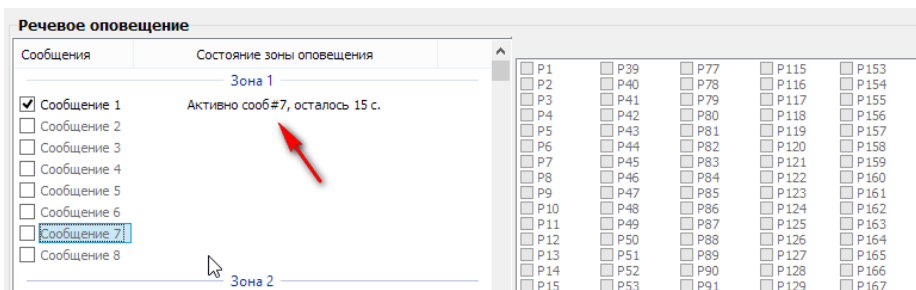 Речевое оповещение
Сообщения Состояние зоны оповещения
Зона 1
Сообщение 1 Активно сооб#7, осталось 15 с.
Сообщение 2
Сообщение 3
Сообщение 4
Сообщение 5
Сообщение 6
Сообщение 7
Сообщение 8
Зона 2
P1 P39 P77 P115 P153
P2 P40 P78 P116 P154
P3 P41 P79 P117 P155
P4 P42 P80 P118 P156
P5 P43 P81 P119 P157
P6 P44 P82 P120 P158
P7 P45 P83 P121 P159
P8 P46 P84 P122 P160
P9 P47 P85 P123 P161
P10 P48 P86 P124 P162
P11 P49 P87 P125 P163
P12 P50 P88 P126 P164
P13 P51 P89 P127 P165
P14 P52 P90 P128 P166
P15 P53 P91 P129 P167